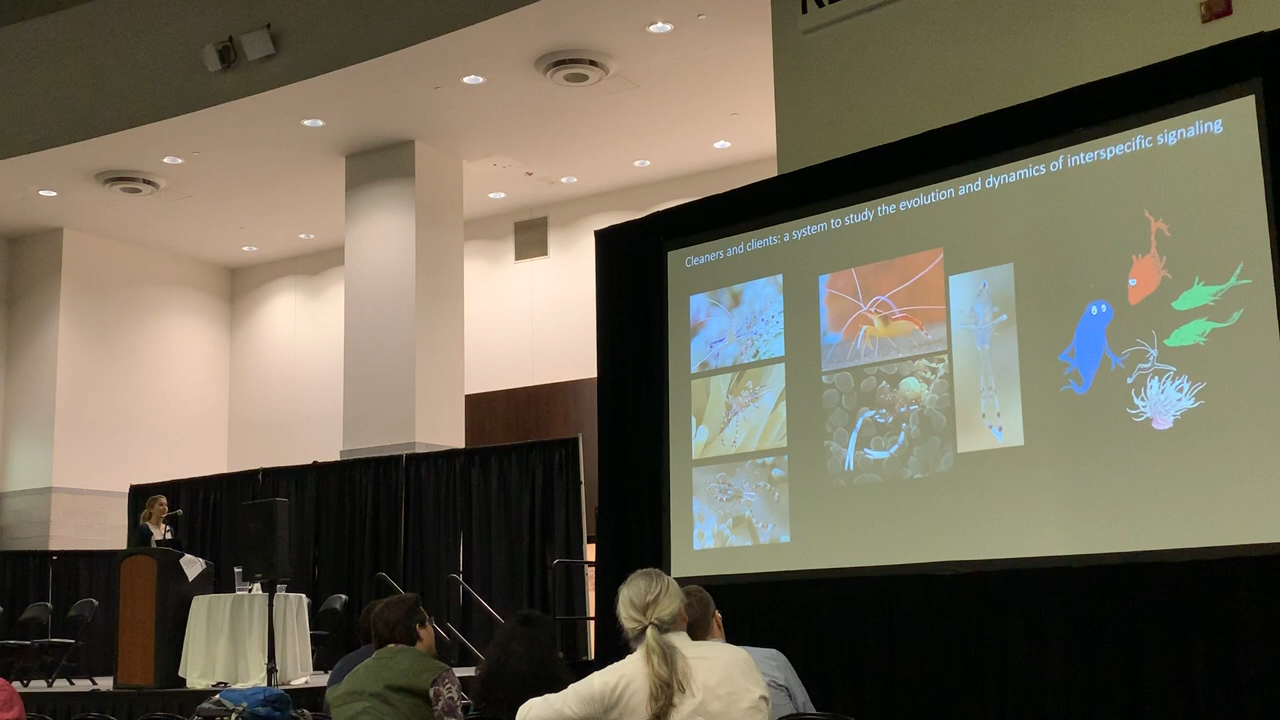 Cleaners and clients: a system to study the evolution and dynamics of interspecific signaling